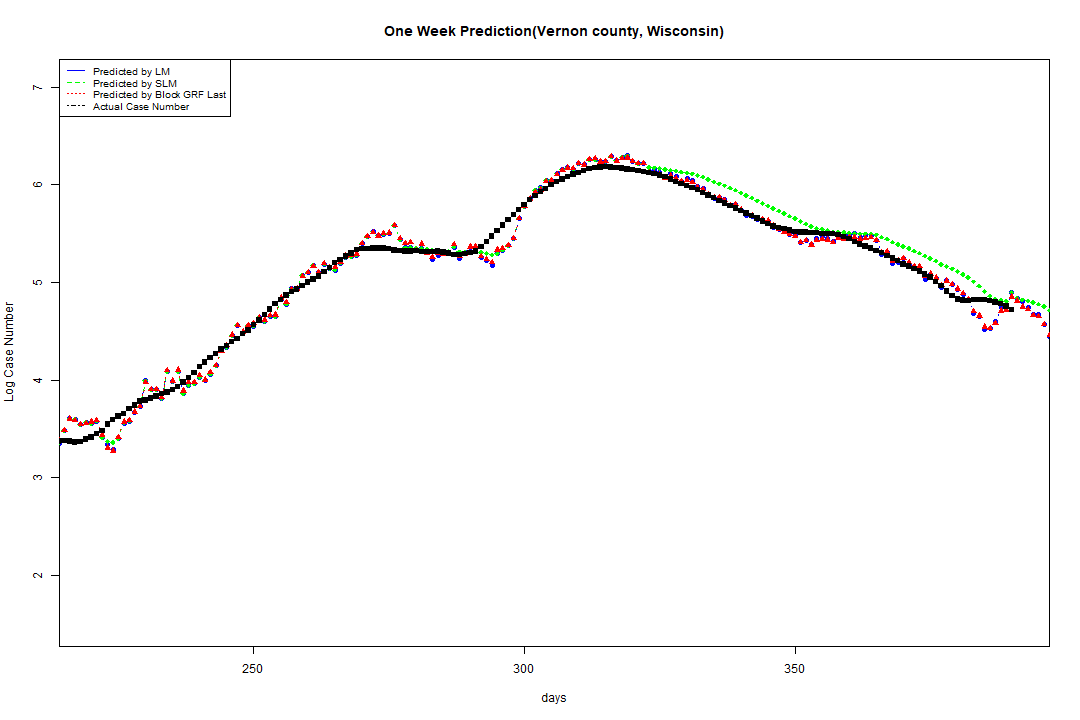 One Week Prediction(Vernon county, Wisconsin)
Predicted by LM
Predicted by SLM
Predicted by Block GRF Last
Actual Case Number
7
6
5
4
3
2
Log Case Number
250 300 350
days